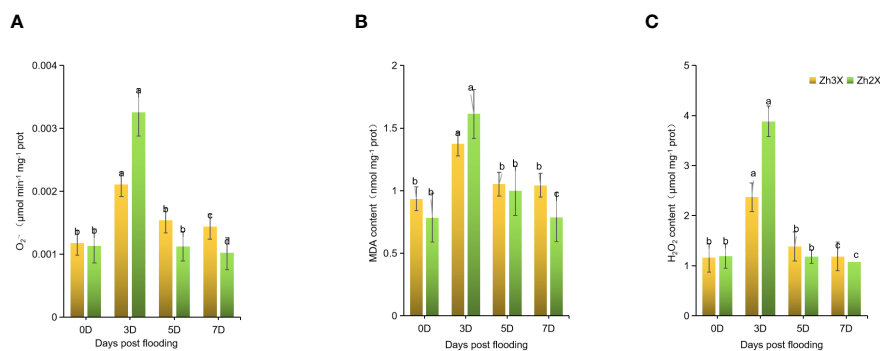 A
B
C
O₂⁻ （μmol min⁻¹ mg⁻¹ prot）
0.004
0.003
0.002
0.001
0
b
b
a
a
b
b
c
d
0D
3D
5D
7D
Days post flooding
MDA content（nmol mg⁻¹ prot）
2
1.5
1
0.5
0
b
b
a
a
b
b
b
c
0D
3D
5D
7D
Days post flooding
H₂O₂ content （μmol mg⁻¹ prot）
5
4
3
2
1
0
Zh3X
Zh2X
b
b
a
a
b
b
c
c
0D
3D
5D
7D
Days post flooding